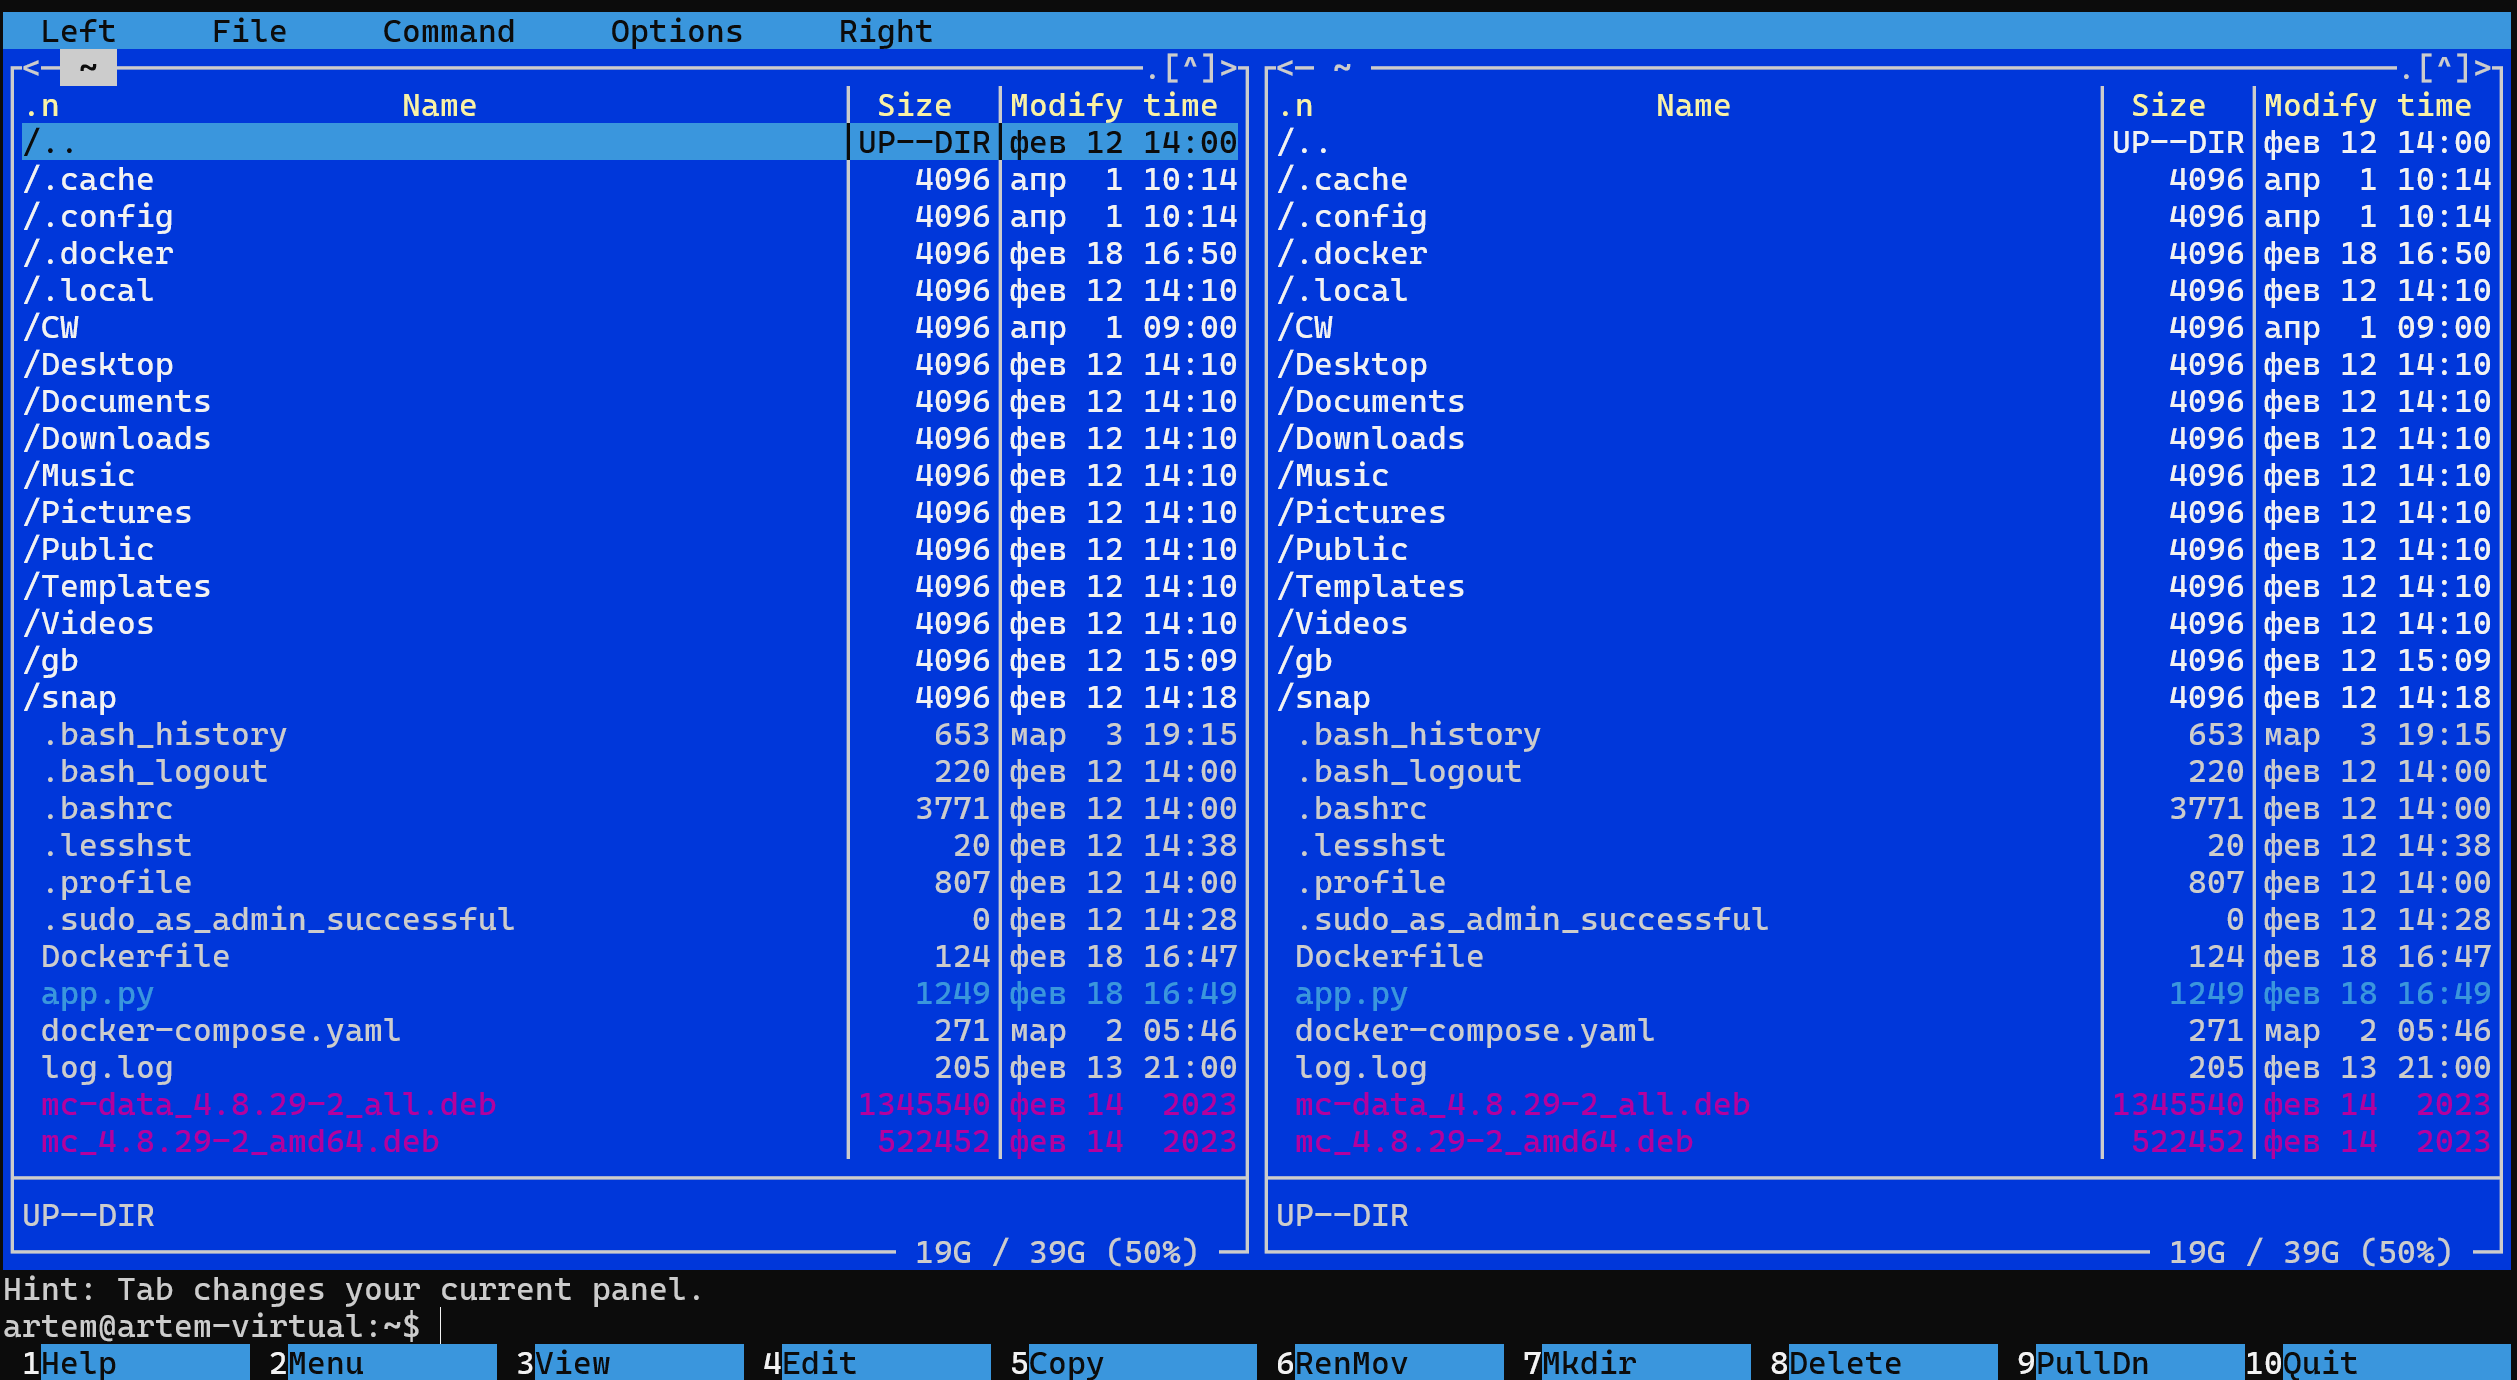 Left File Command Options Right
<─ ~ .[^]> <─ ~ .[^]>
.n Name Size Modify time .n Name Size Modify time
/.. UP--DIR фев 12 14:00 /.. UP--DIR фев 12 14:00
/.cache 4096 апр 1 10:14 /.cache 4096 апр 1 10:14
/.config 4096 апр 1 10:14 /.config 4096 апр 1 10:14
/.docker 4096 фев 18 16:50 /.docker 4096 фев 18 16:50
/.local 4096 фев 12 14:10 /.local 4096 фев 12 14:10
/CW 4096 апр 1 09:00 /CW 4096 апр 1 09:00
/Desktop 4096 фев 12 14:10 /Desktop 4096 фев 12 14:10
/Documents 4096 фев 12 14:10 /Documents 4096 фев 12 14:10
/Downloads 4096 фев 12 14:10 /Downloads 4096 фев 12 14:10
/Music 4096 фев 12 14:10 /Music 4096 фев 12 14:10
/Pictures 4096 фев 12 14:10 /Pictures 4096 фев 12 14:10
/Public 4096 фев 12 14:10 /Public 4096 фев 12 14:10
/Templates 4096 фев 12 14:10 /Templates 4096 фев 12 14:10
/Videos 4096 фев 12 14:10 /Videos 4096 фев 12 14:10
/gb 4096 фев 12 15:09 /gb 4096 фев 12 15:09
/snap 4096 фев 12 14:18 /snap 4096 фев 12 14:18
.bash_history 653 мар 3 19:15 .bash_history 653 мар 3 19:15
.bash_logout 220 фев 12 14:00 .bash_logout 220 фев 12 14:00
.bashrc 3771 фев 12 14:00 .bashrc 3771 фев 12 14:00
.lesshst 20 фев 12 14:38 .lesshst 20 фев 12 14:38
.profile 807 фев 12 14:00 .profile 807 фев 12 14:00
.sudo_as_admin_successful 0 фев 12 14:28 .sudo_as_admin_successful 0 фев 12 14:28
Dockerfile 124 фев 18 16:47 Dockerfile 124 фев 18 16:47
app.py 1249 фев 18 16:49 app.py 1249 фев 18 16:49
docker-compose.yaml 271 мар 2 05:46 docker-compose.yaml 271 мар 2 05:46
log.log 205 фев 13 21:00 log.log 205 фев 13 21:00
mc-data_4.8.29-2_all.deb 1345540 фев 14 2023 mc-data_4.8.29-2_all.deb 1345540 фев 14 2023
mc_4.8.29-2_amd64.deb 522452 фев 14 2023 mc_4.8.29-2_amd64.deb 522452 фев 14 2023
UP--DIR UP--DIR
19G / 39G (50%) 19G / 39G (50%)
Hint: Tab changes your current panel.
artem@artem-virtual:~$
1Help 2Menu 3View 4Edit 5Copy 6RenMov 7Mkdir 8Delete 9PullDn 10Quit